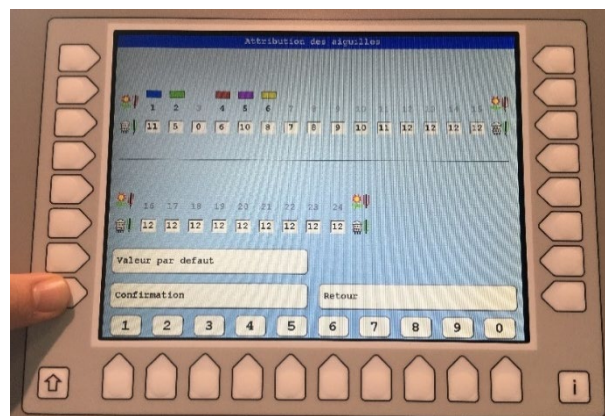 Attribution des aiguilles
1 2 3 4 5 6 7 8 9 10 11 12 13 14 15
11 5 0 6 10 8 7 8 9 10 11 12 12 12 12
16 17 18 19 20 21 22 23 24
12 12 12 12 12 12 12 12 12
Valeur par defaut
Confirmation Retour
1 2 3 4 5 6 7 8 9 0
i